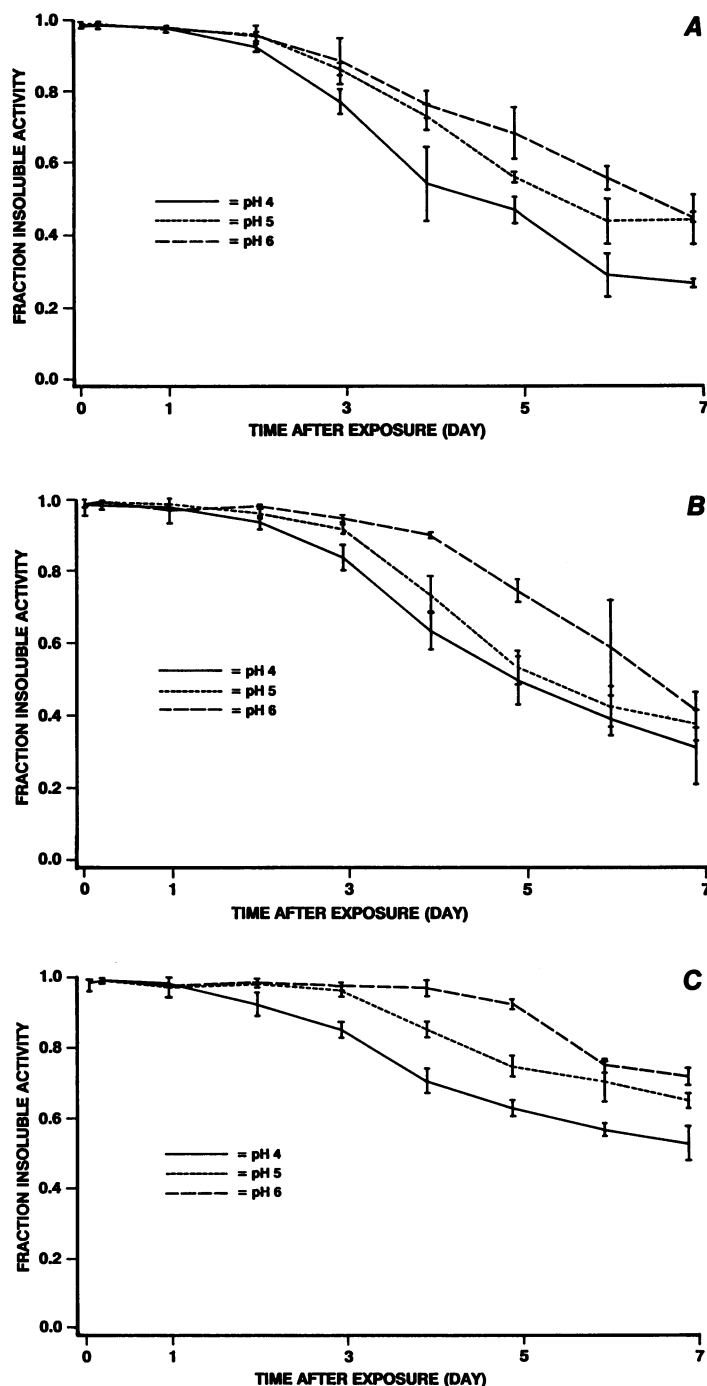 A
FRACTION INSOLUBLE ACTIVITY
1.0
0.8
0.6
0.4
0.2
0.0
= pH 4
= pH 5
= pH 6
0 1 3 5 7
TIME AFTER EXPOSURE (DAY)
B
FRACTION INSOLUBLE ACTIVITY
1.0
0.8
0.6
0.4
0.2
0.0
= pH 4
= pH 5
= pH 6
0 1 3 5 7
TIME AFTER EXPOSURE (DAY)
C
FRACTION INSOLUBLE ACTIVITY
1.0
0.8
0.6
0.4
0.2
0.0
= pH 4
= pH 5
= pH 6
0 1 3 5 7
TIME AFTER EXPOSURE (DAY)